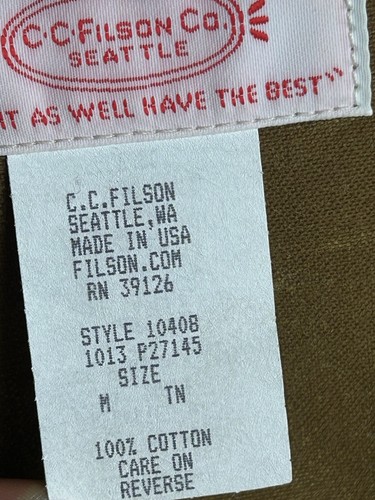 C·C·FILSON CO.
SEATTLE
T AS WELL HAVE THE BEST"
C.C.FILSON
SEATTLE,WA
MADE IN USA
FILSON.COM
RN 39126
STYLE 10408
1013 P27145
SIZE
M TN
100% COTTON
CARE ON
REVERSE